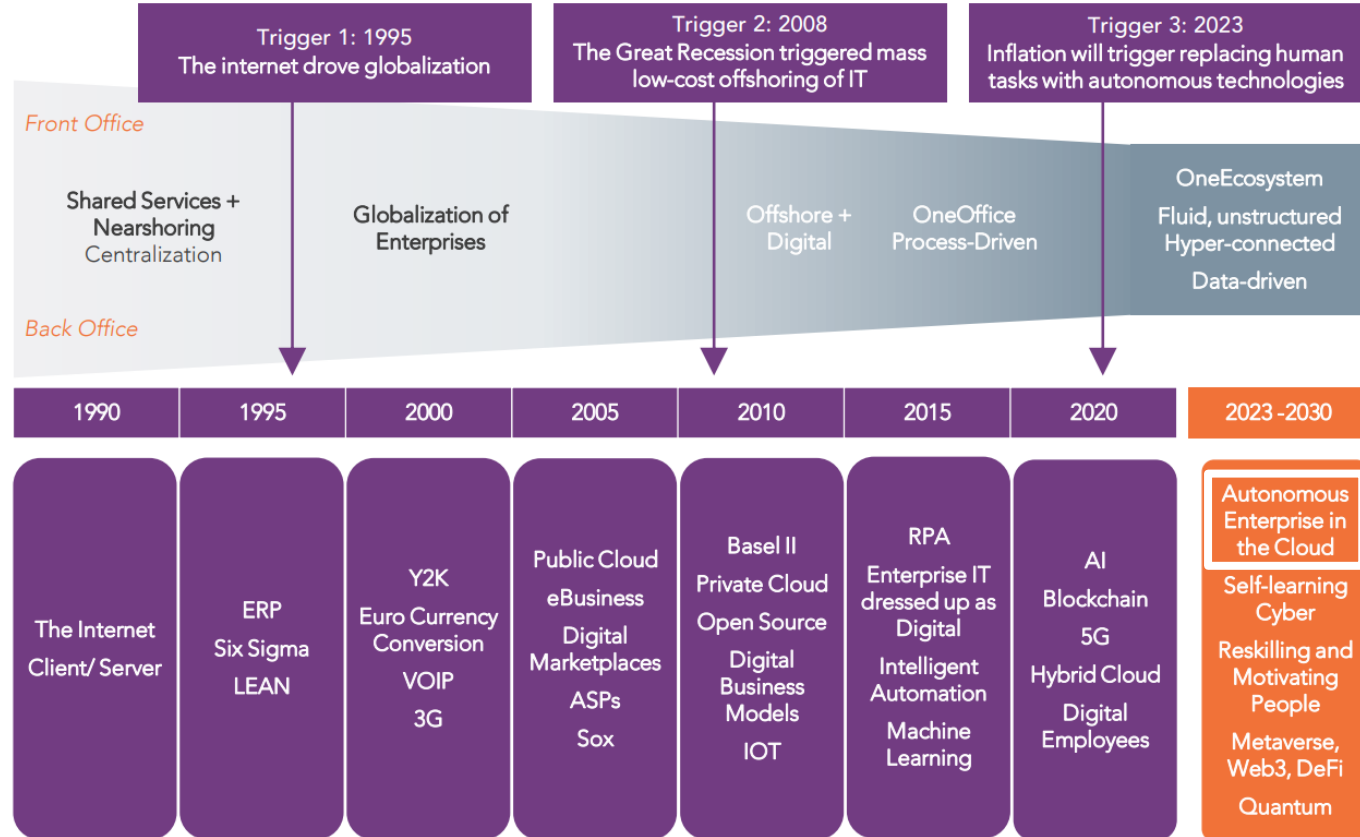 Trigger 1: 1995
The internet drove globalization
Trigger 2: 2008
The Great Recession triggered mass
low-cost offshoring of IT
Trigger 3: 2023
Inflation will trigger replacing human
tasks with autonomous technologies
Front Office
Shared Services +
Nearshoring
Centralization
Globalization of
Enterprises
Offshore +
Digital
OneOffice
Process-Driven
OneEcosystem
Fluid, unstructured
Hyper-connected
Data-driven
Back Office
1990
1995
2000
2005
2010
2015
2020
2023 -2030
The Internet
Client/ Server
ERP
Six Sigma
LEAN
Y2K
Euro Currency
Conversion
VOIP
3G
Public Cloud
eBusiness
Digital
Marketplaces
ASPs
Sox
Basel II
Private Cloud
Open Source
Digital
Business
Models
IOT
RPA
Enterprise IT
dressed up as
Digital
Intelligent
Automation
Machine
Learning
AI
Blockchain
5G
Hybrid Cloud
Digital
Employees
Autonomous
Enterprise in
the Cloud
Self-learning
Cyber
Reskilling and
Motivating
People
Metaverse,
Web3, DeFi
Quantum